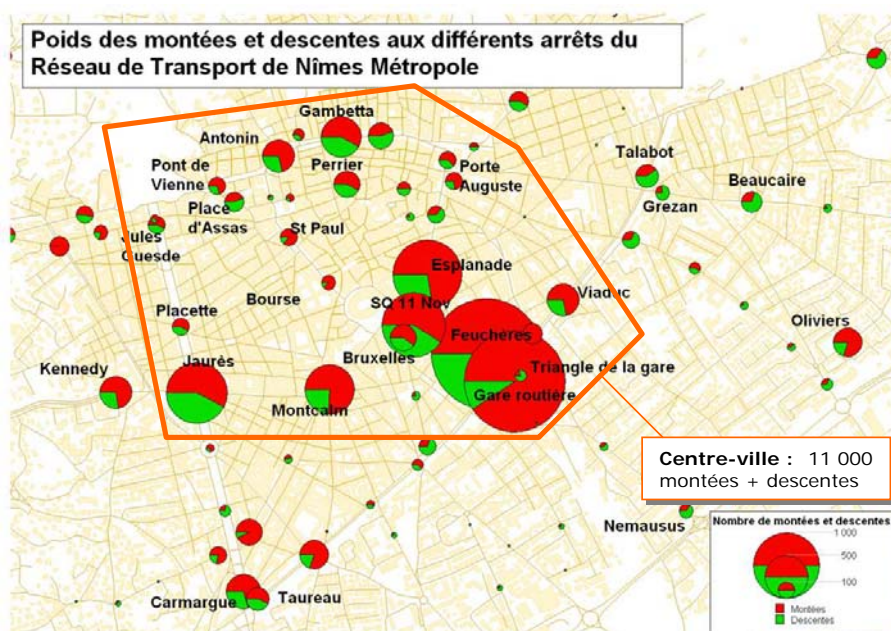 Poids des montées et descentes aux différents arrêts du
Réseau de Transport de Nîmes Métropole
Gambetta
Antonin
Pont de
Vienne
Perrier
Porte
Auguste
Talabot
Beaucaire
Place
d'Assas
Grezan
Jules
Guesde
St Paul
Esplanade
Bourse
SQ 11 Nov
Viaduc
Placette
Feuchères
Oliviers
Kennedy
Jaurès
Bruxelles
Triangle de la gare
Gare routière
Montcalm
Centre-ville : 11 000
montées + descentes
Nemausus
Nombre de montées et descentes
1 000
500
100
Montées
Descentes
Carmargue
Taureau